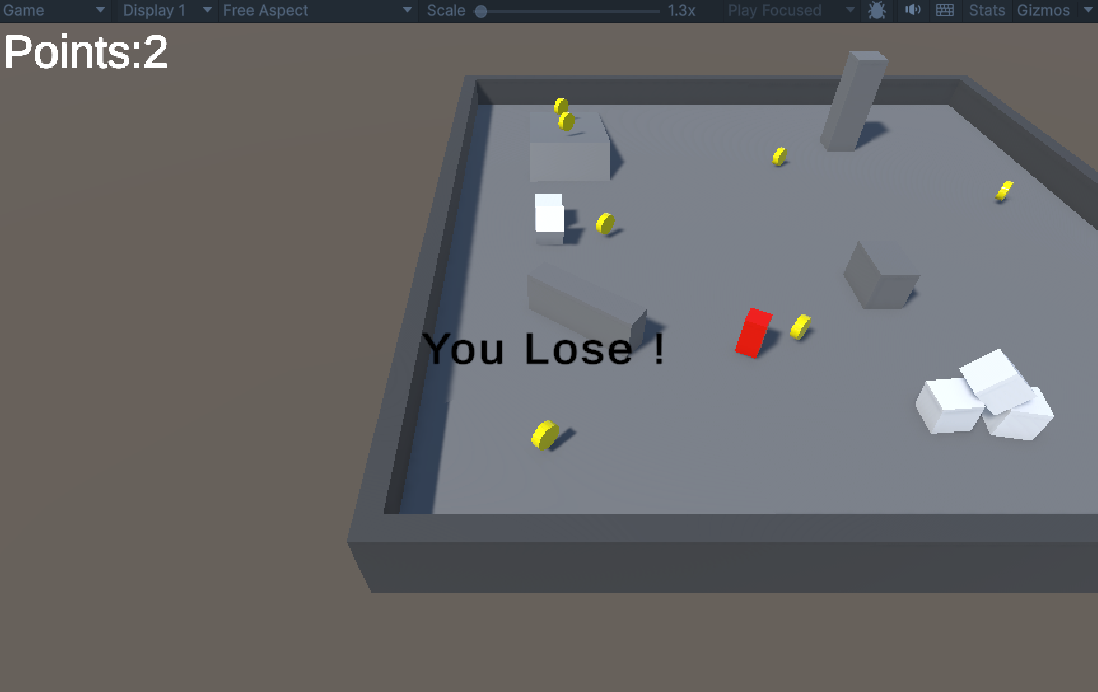 Game Display 1 Free Aspect Scale 1.3x Play Focused Stats Gizmos
Points:2
You Lose !